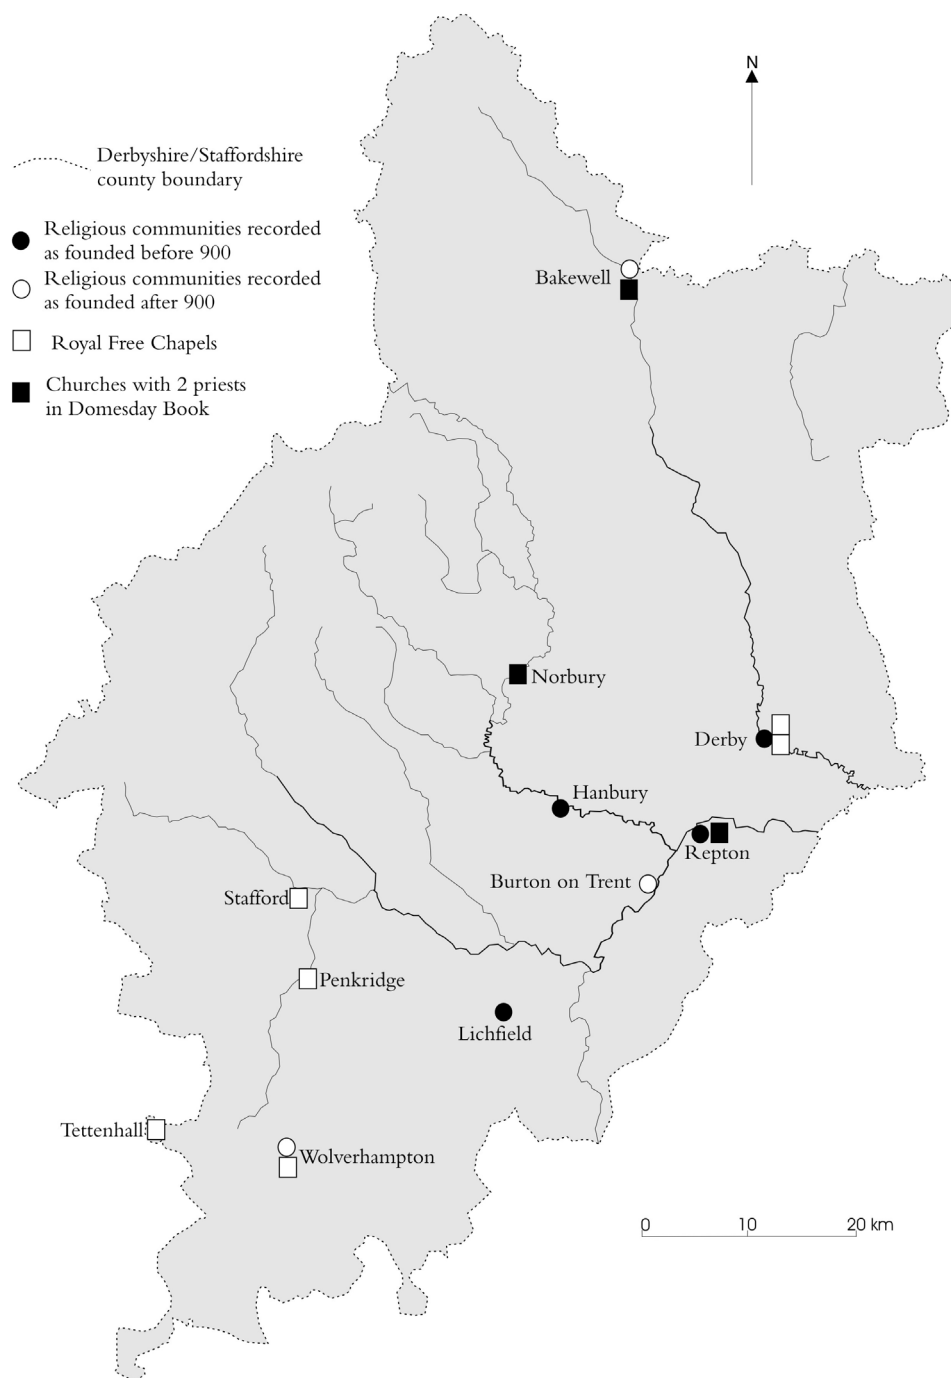 N
Derbyshire/Staffordshire
county boundary
Religious communities recorded
as founded before 900
Religious communities recorded
as founded after 900
Royal Free Chapels
Churches with 2 priests
in Domesday Book
Bakewell
Norbury
Derby
Hanbury
Repton
Burton on Trent
Stafford
Penkridge
Lichfield
Tettenhall
Wolverhampton
0 10 20 km